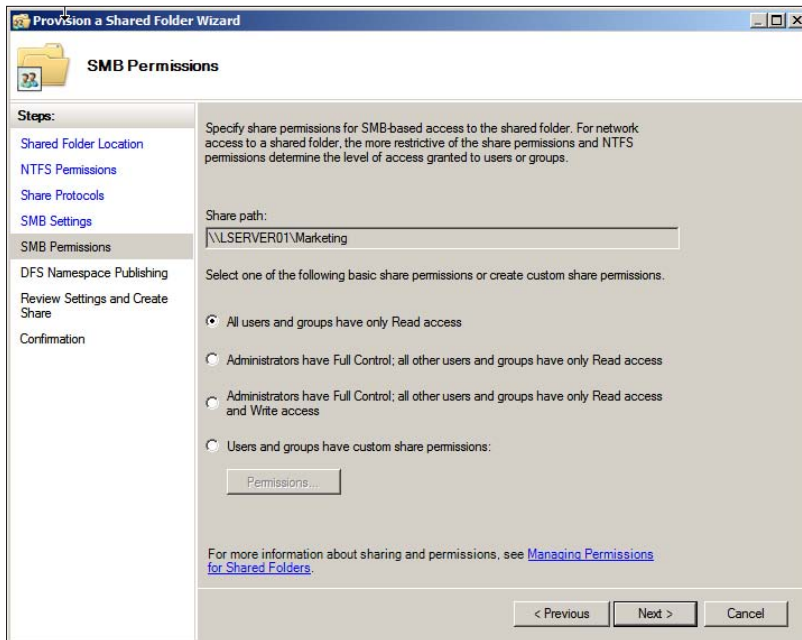 Provision a Shared Folder Wizard
SMB Permissions
Steps:
Shared Folder Location
NTFS Permissions
Share Protocols
SMB Settings
SMB Permissions
DFS Namespace Publishing
Review Settings and Create
Share
Confirmation
Specify share permissions for SMB-based access to the shared folder. For network
access to a shared folder, the more restrictive of the share permissions and NTFS
permissions determine the level of access granted to users or groups.
Share path:
\\LSERVER01\Marketing
Select one of the following basic share permissions or create custom share permissions.
All users and groups have only Read access
Administrators have Full Control; all other users and groups have only Read access
Administrators have Full Control; all other users and groups have only Read access
and Write access
Users and groups have custom share permissions:
Permissions...
For more information about sharing and permissions, see Managing Permissions
for Shared Folders.
< Previous
Next >
Cancel